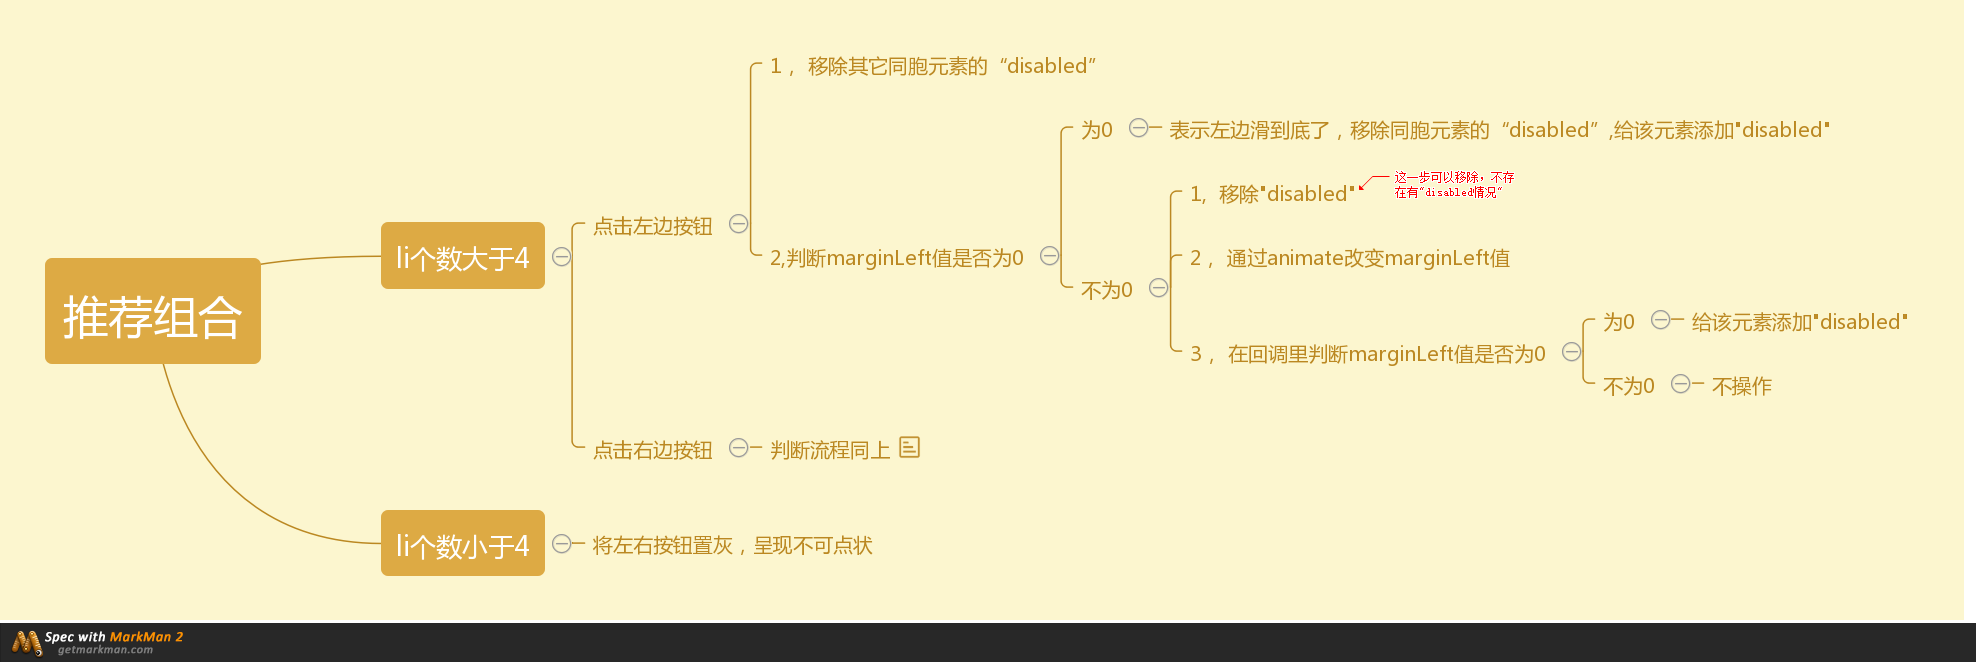 推荐组合
li个数大于4
点击左边按钮
1，移除其它同胞元素的“disabled”
2,判断marginLeft值是否为0
为0
表示左边滑到底了，移除同胞元素的“disabled”,给该元素添加"disabled"
不为0
1，移除"disabled"
这一步可以移除，不存
在有“disabled情况”
2，通过animate改变marginLeft值
3，在回调里判断marginLeft值是否为0
为0
给该元素添加"disabled"
不为0
不操作
点击右边按钮
判断流程同上
li个数小于4
将左右按钮置灰，呈现不可点状
Spec with MarkMan 2
getmarkman.com